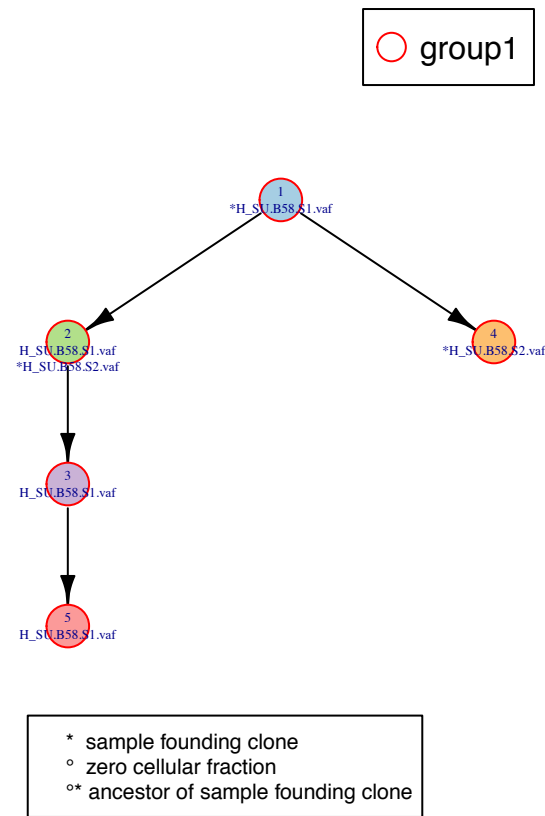 group1
1
*H_SU.B58.S1.vaf
2
H_SU.B58.S1.vaf
*H_SU.B58.S2.vaf
4
*H_SU.B58.S2.vaf
3
H_SU.B58.S1.vaf
5
H_SU.B58.S1.vaf
* sample founding clone
° zero cellular fraction
°* ancestor of sample founding clone